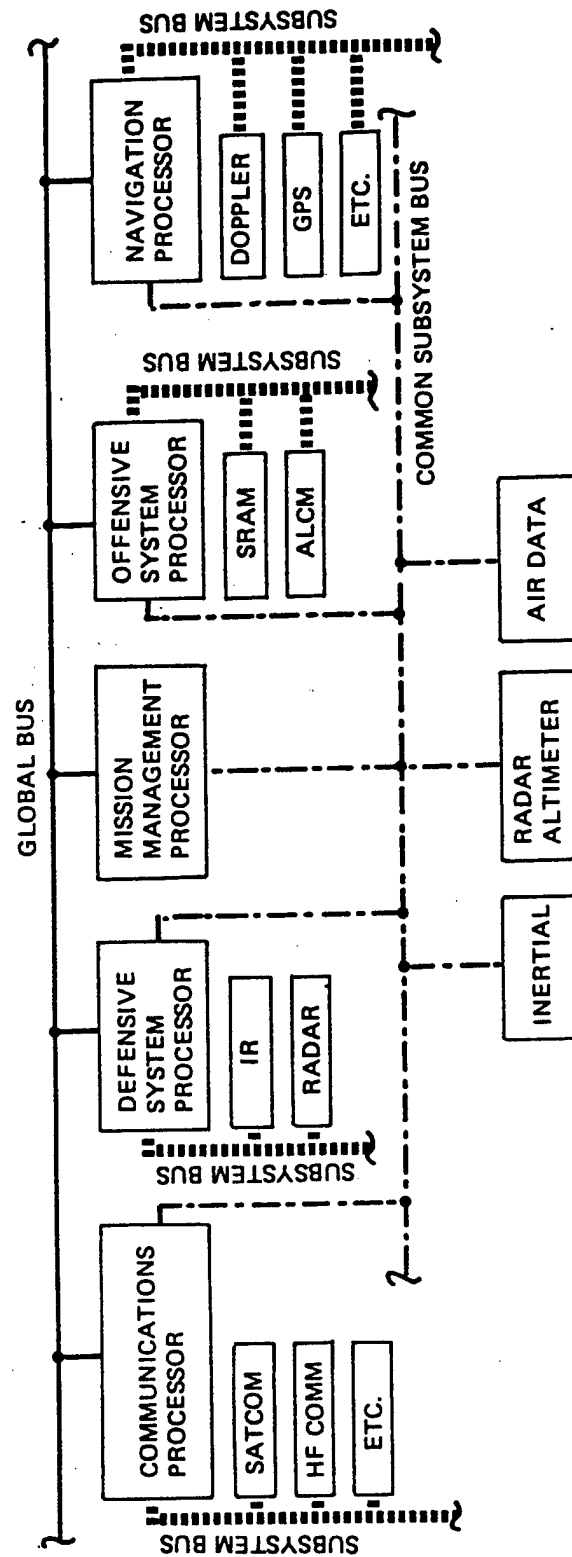 GLOBAL BUS
COMMUNICATIONS
PROCESSOR
SATCOM
HF COMM
ETC.
SUBSYSTEM BUS
DEFENSIVE
SYSTEM
PROCESSOR
IR
RADAR
SUBSYSTEM BUS
MISSION
MANAGEMENT
PROCESSOR
OFFENSIVE
SYSTEM
PROCESSOR
SRAM
ALCM
SUBSYSTEM BUS
NAVIGATION
PROCESSOR
DOPPLER
GPS
ETC.
SUBSYSTEM BUS
COMMON SUBSYSTEM BUS
INERTIAL
RADAR
ALTIMETER
AIR DATA